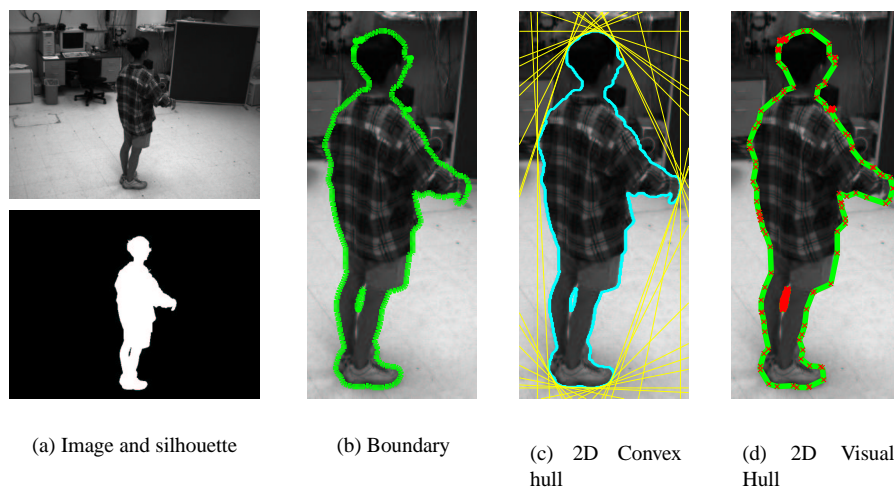 (a) Image and silhouette
(b) Boundary
(c) 2D Convex
hull
(d) 2D Visual
Hull